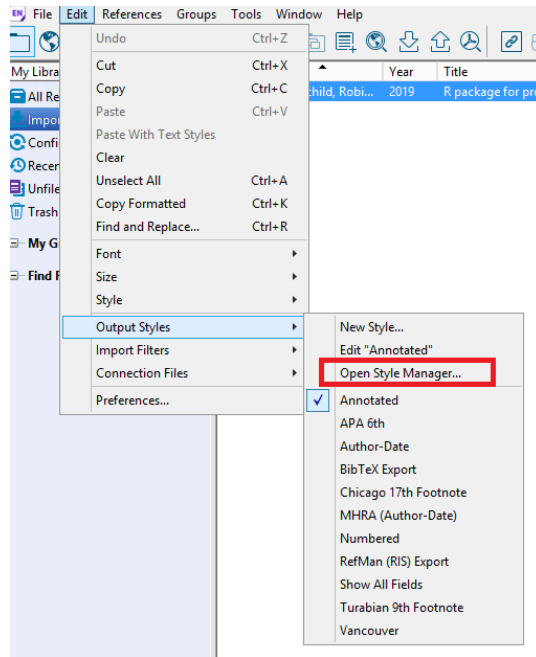 EN File Edit References Groups Tools Window Help
Undo Ctrl+Z
My Libra
Year Title
Cut Ctrl+X
All Re
Copy Ctrl+C
child, Robi... 2019 R package for pro
Impo
Paste Ctrl+V
Confi
Paste With Text Styles
Recen
Clear
Unfile
Unselect All Ctrl+A
Trash
Copy Formatted Ctrl+K
Find and Replace... Ctrl+R
My G
Font
Find F
Size
Style
Output Styles
Import Filters
Connection Files
Preferences...
New Style...
Edit "Annotated"
Open Style Manager...
Annotated
APA 6th
Author-Date
BibTeX Export
Chicago 17th Footnote
MHRA (Author-Date)
Numbered
RefMan (RIS) Export
Show All Fields
Turabian 9th Footnote
Vancouver